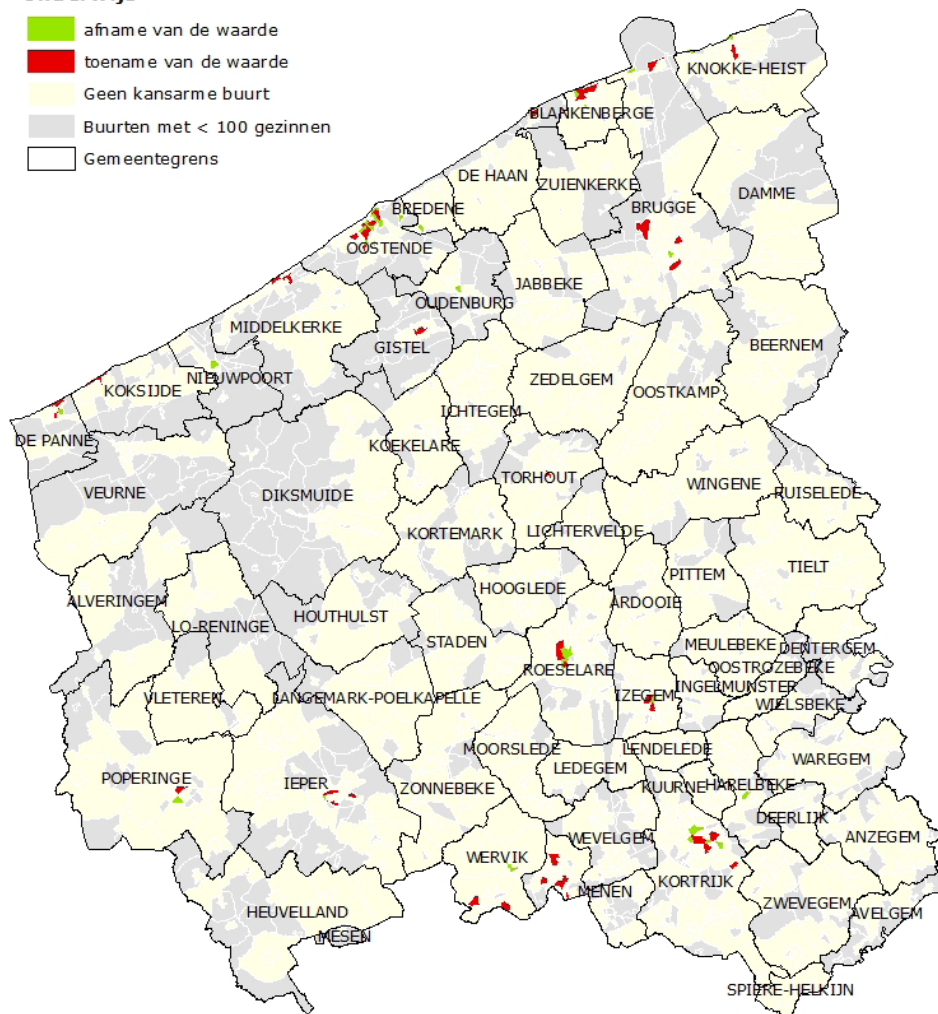 afname van de waarde
toename van de waarde
Geen kansarme buurt
Buurten met < 100 gezinnen
Gemeentegrens
KNOKKE-HEIST
BLANKENBERGE
DE HAAN
ZUIENKERKE
DAMME
BREDENE
BRUGGE
OOSTENDE
JABBEKE
OUDENBURG
MIDDELKERKE
GISTEL
BEERNEM
NIEUWPOORT
ZEDELGEM
KOKSIJDE
OOSTKAMP
ICHTEGEM
DE PANNE
KOEKELARE
TORHOUT
WINGENE
VEURNE
DIKSMUIDE
RUISELEDE
KORTEMARK
LICHTERVELDE
TIELT
PITTEM
HOOGLEDE
ARDOOIE
ALVERINGEM
HOUTHULST
LO-RENINGE
STADEN
MEULEBEKE
DENTERGEM
OOSTROZEBEKE
ROESELARE
INGELMUNSTER
IZEGEM
VLETEREN
LANGEMARK-POELKAPELLE
WIELSBEKE
MOORSLEDE
LENDELEDE
WAREGEM
LEDEGEM
POPERINGE
IEPER
ZONNEBEKE
KUURNE
HARELBEKE
DEERLIJK
WEVELGEM
ANZEGEM
WERVIK
KORTRIJK
MENEN
ZWEVEGEM
HEUVELLAND
AVELGEM
MESEN
SPIERE-HELKIJN